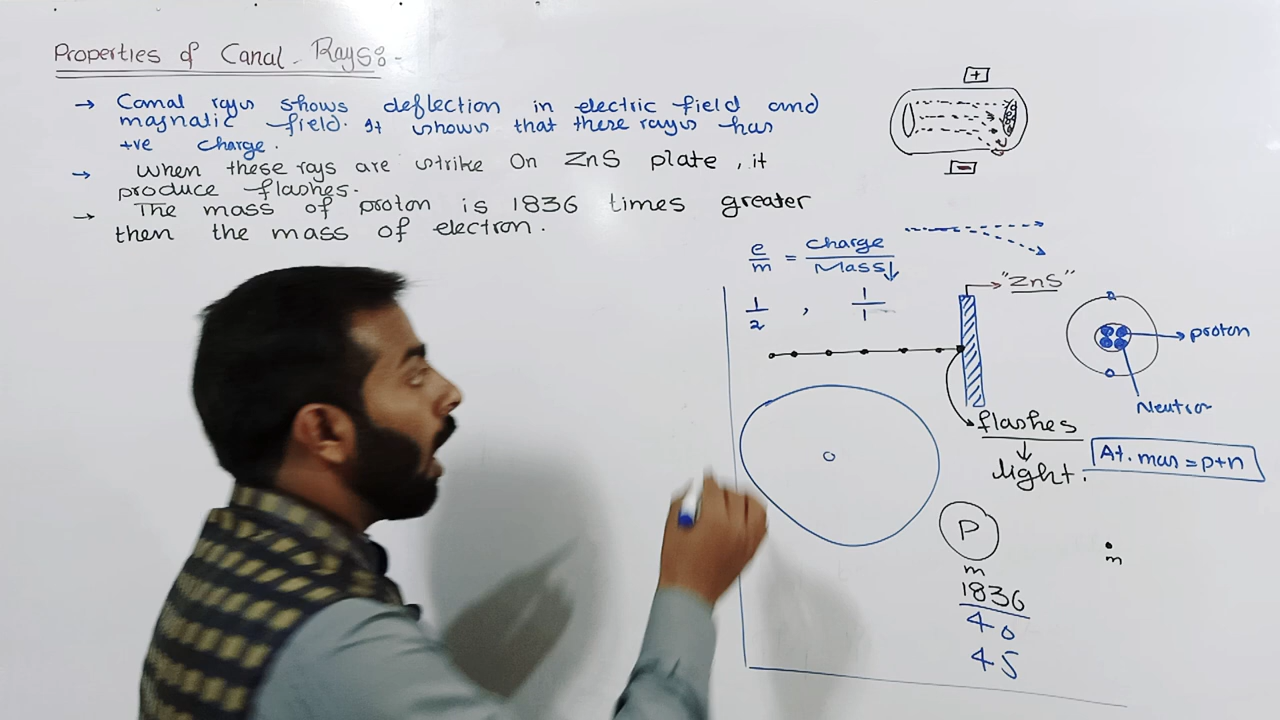 Properties of Canal Rays:-
→ Canal rays shows deflection in electric field and
magnatic field. It shows that these rays has
+ve charge.
→ When these rays are strike On ZnS plate, it
produce flashes.
→ The mass of proton is 1836 times greater
then the mass of electron.
+
-
e/m = Charge/Mass↓
1/2 , 1/1
"ZnS"
proton
Neutron
flashes
↓
light.
At. mas = p+n
P
m
1836
40
45
m